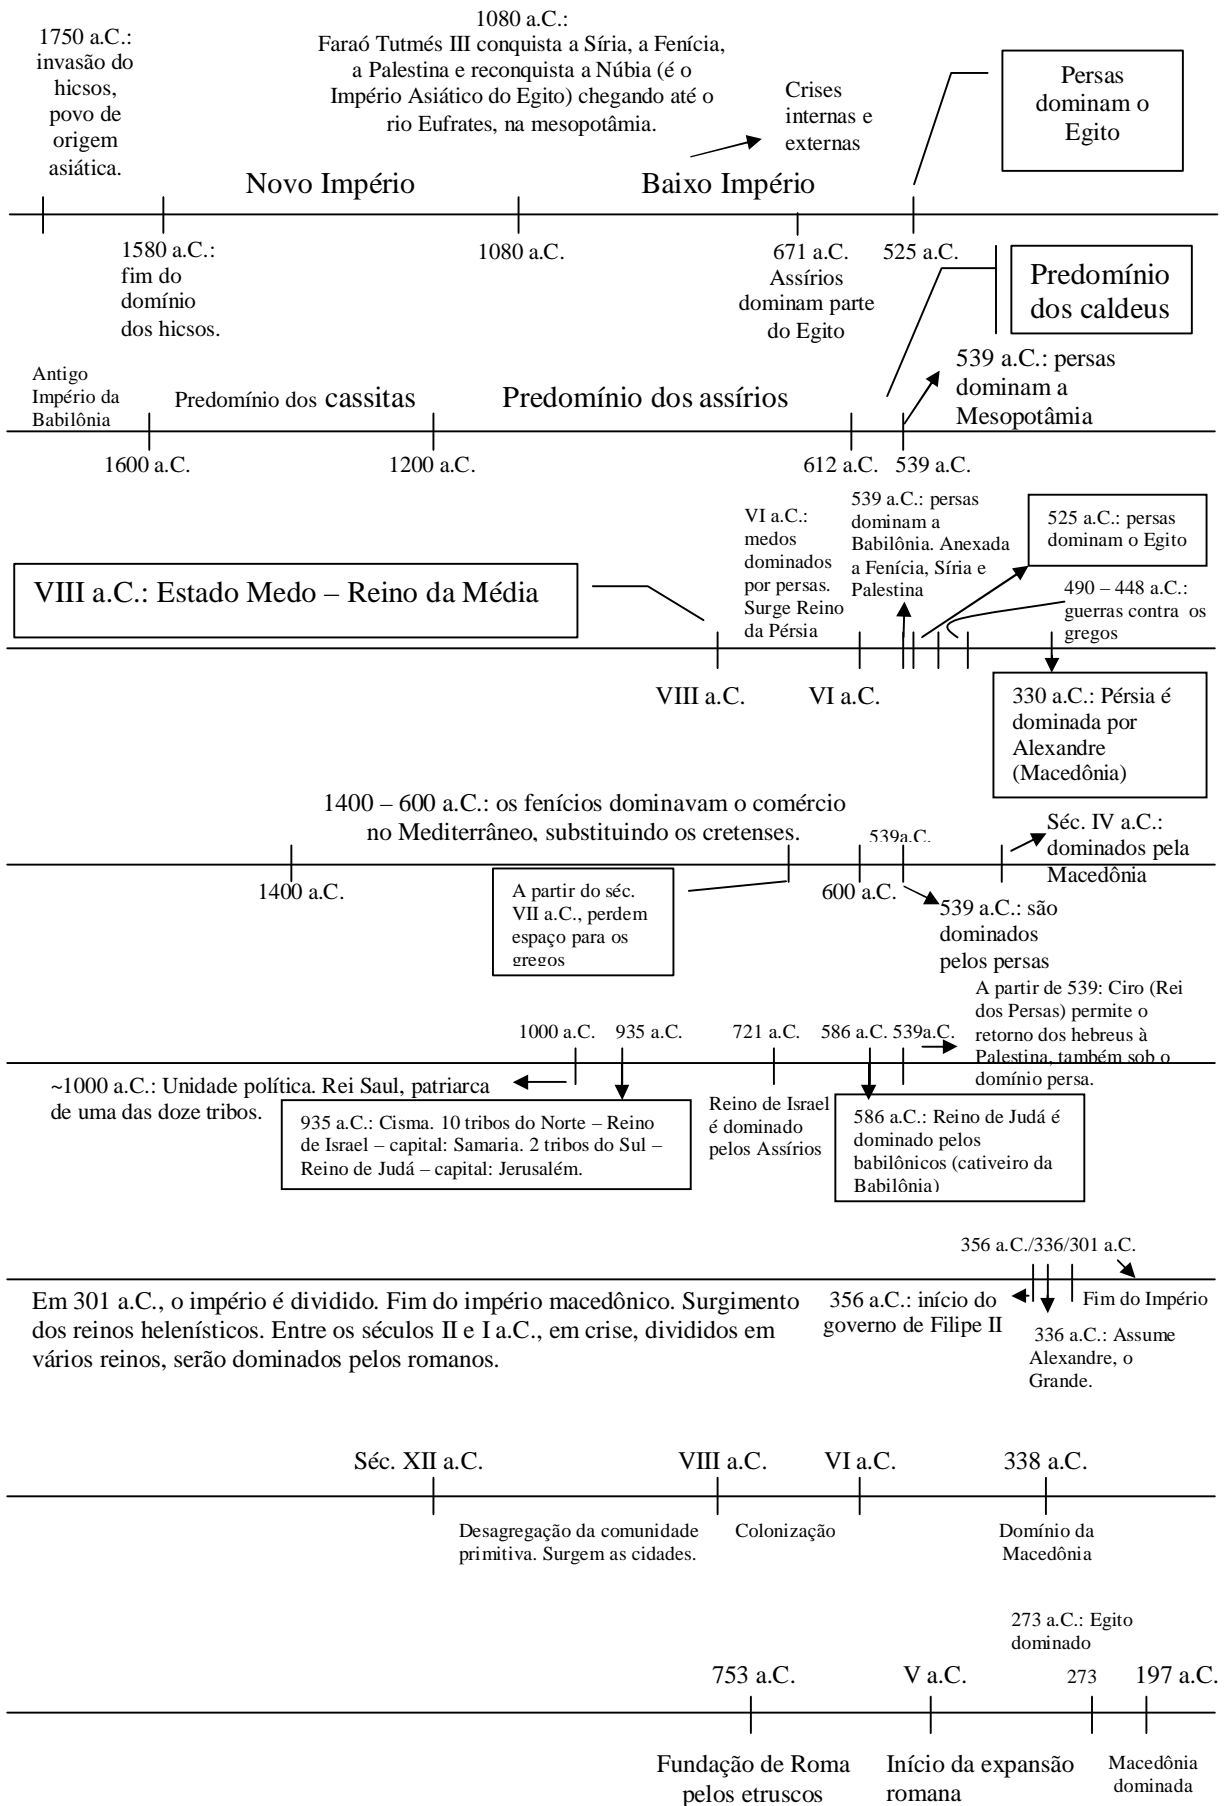 1750 a.C.:
invasão do
hicsos,
povo de
origem
asiática.
1080 a.C.:
Faraó Tutmés III conquista a Síria, a Fenícia,
a Palestina e reconquista a Núbia (é o
Império Asiático do Egito) chegando até o
rio Eufrates, na mesopotâmia.
Crises
internas e
externas
Persas
dominam o
Egito
Novo Império
Baixo Império
1580 a.C.:
fim do
domínio
dos hicsos.
1080 a.C.
671 a.C.
Assírios
dominam parte
do Egito
525 a.C.
Predomínio
dos caldeus
Antigo
Império da
Babilônia
Predomínio dos cassitas
Predomínio dos assírios
539 a.C.: persas
dominam a
Mesopotâmia
1600 a.C.
1200 a.C.
612 a.C.
539 a.C.
VIII a.C.: Estado Medo – Reino da Média
VI a.C.:
medos
dominados
por persas.
Surge Reino
da Pérsia
539 a.C.: persas
dominam a
Babilônia. Anexada
a Fenícia, Síria e
Palestina
525 a.C.: persas
dominam o Egito
490 – 448 a.C.:
guerras contra os
gregos
VIII a.C.
VI a.C.
330 a.C.: Pérsia é
dominada por
Alexandre
(Macedônia)
1400 – 600 a.C.: os fenícios dominavam o comércio
no Mediterrâneo, substituindo os cretenses.
539a.C.
Séc. IV a.C.:
dominados pela
Macedônia
1400 a.C.
A partir do séc.
VII a.C., perdem
espaço para os
gregos
600 a.C.
539 a.C.: são
dominados
pelos persas
1000 a.C.
935 a.C.
721 a.C.
586 a.C.
539a.C.
A partir de 539: Ciro (Rei
dos Persas) permite o
retorno dos hebreus à
Palestina, também sob o
domínio persa.
~1000 a.C.: Unidade política. Rei Saul, patriarca
de uma das doze tribos.
935 a.C.: Cisma. 10 tribos do Norte – Reino
de Israel – capital: Samaria. 2 tribos do Sul –
Reino de Judá – capital: Jerusalém.
Reino de Israel
é dominado
pelos Assírios
586 a.C.: Reino de Judá é
dominado pelos
babilônicos (cativeiro da
Babilônia)
356 a.C./336/301 a.C.
Em 301 a.C., o império é dividido. Fim do império macedônico. Surgimento
dos reinos helenísticos. Entre os séculos II e I a.C., em crise, divididos em
vários reinos, serão dominados pelos romanos.
356 a.C.: início do
governo de Filipe II
336 a.C.: Assume
Alexandre, o
Grande.
Fim do Império
Séc. XII a.C.
VIII a.C.
VI a.C.
338 a.C.
Desagregação da comunidade
primitiva. Surgem as cidades.
Colonização
Domínio da
Macedônia
273 a.C.: Egito
dominado
753 a.C.
V a.C.
273
197 a.C.
Fundação de Roma
pelos etruscos
Início da expansão
romana
Macedônia
dominada